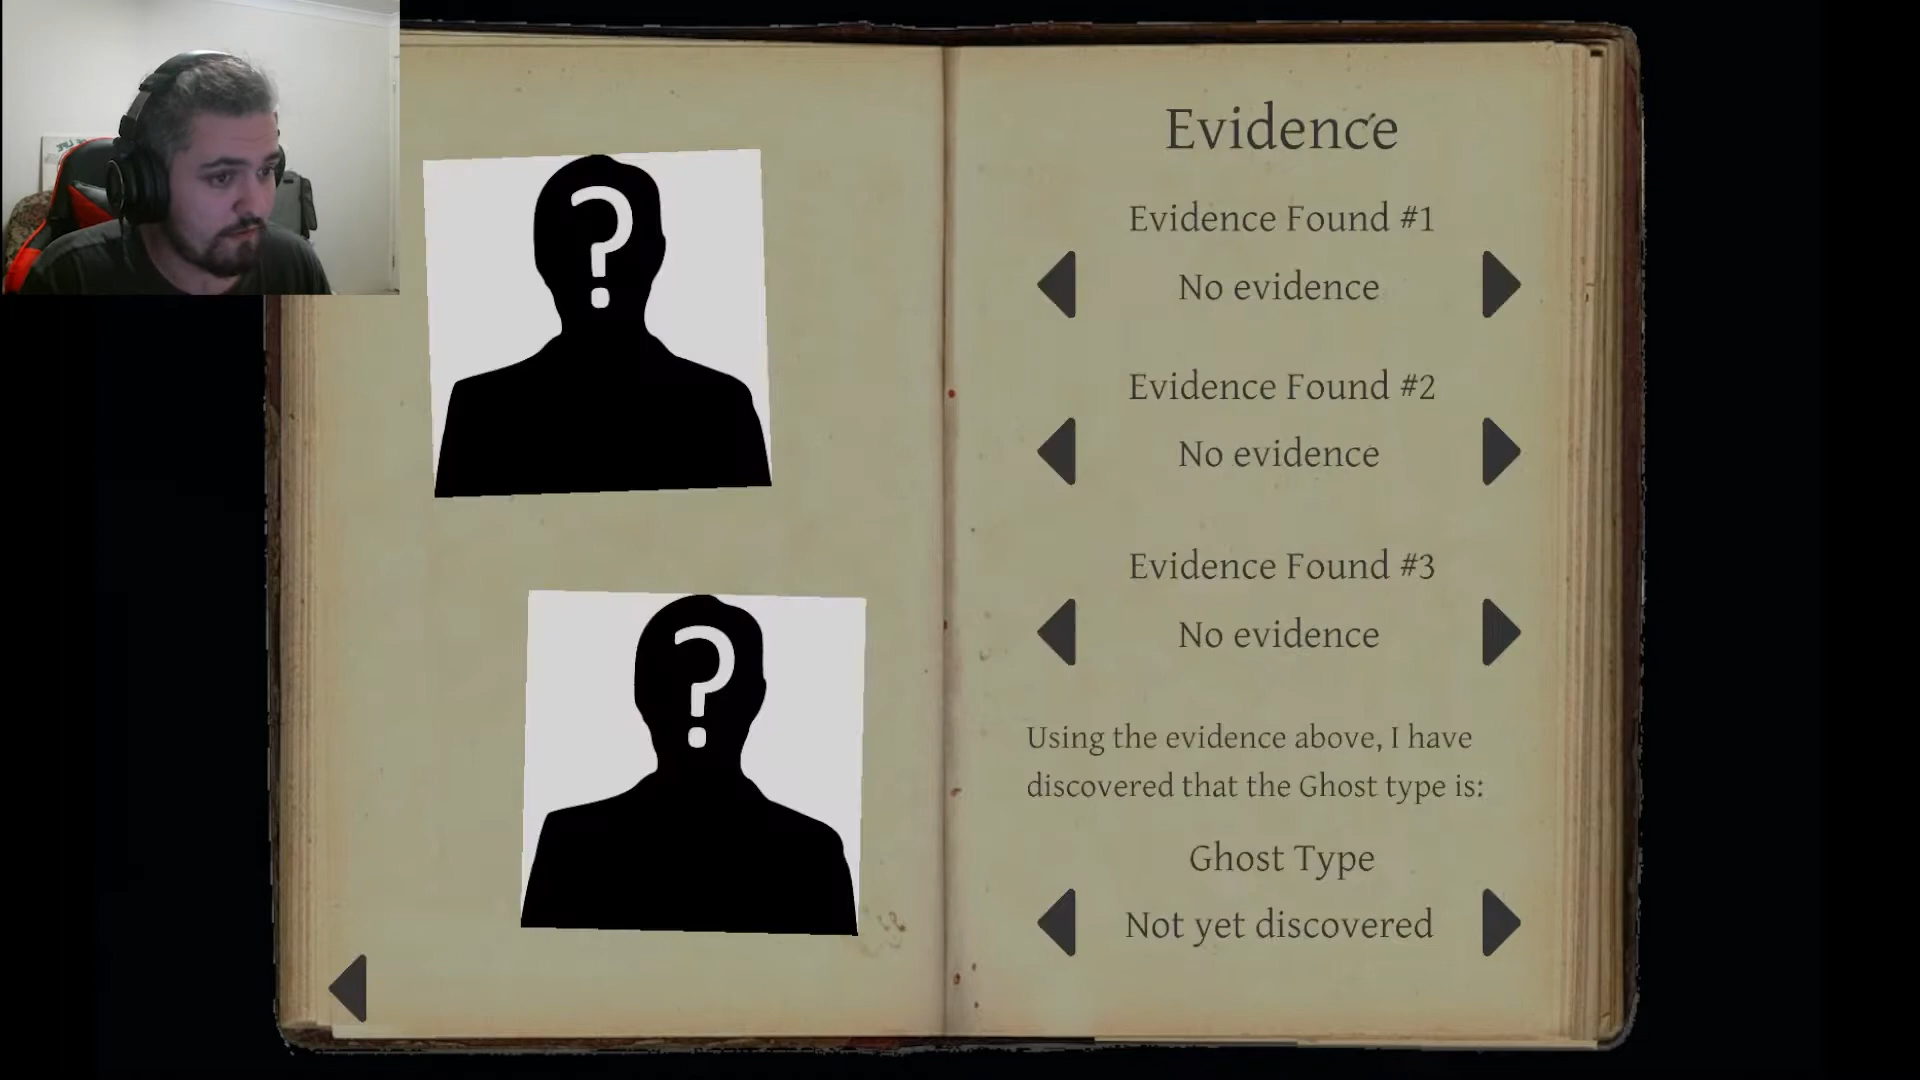 ?
?
Evidence
Evidence Found #1
No evidence
Evidence Found #2
No evidence
Evidence Found #3
No evidence
Using the evidence above, I have
discovered that the Ghost type is:
Ghost Type
Not yet discovered